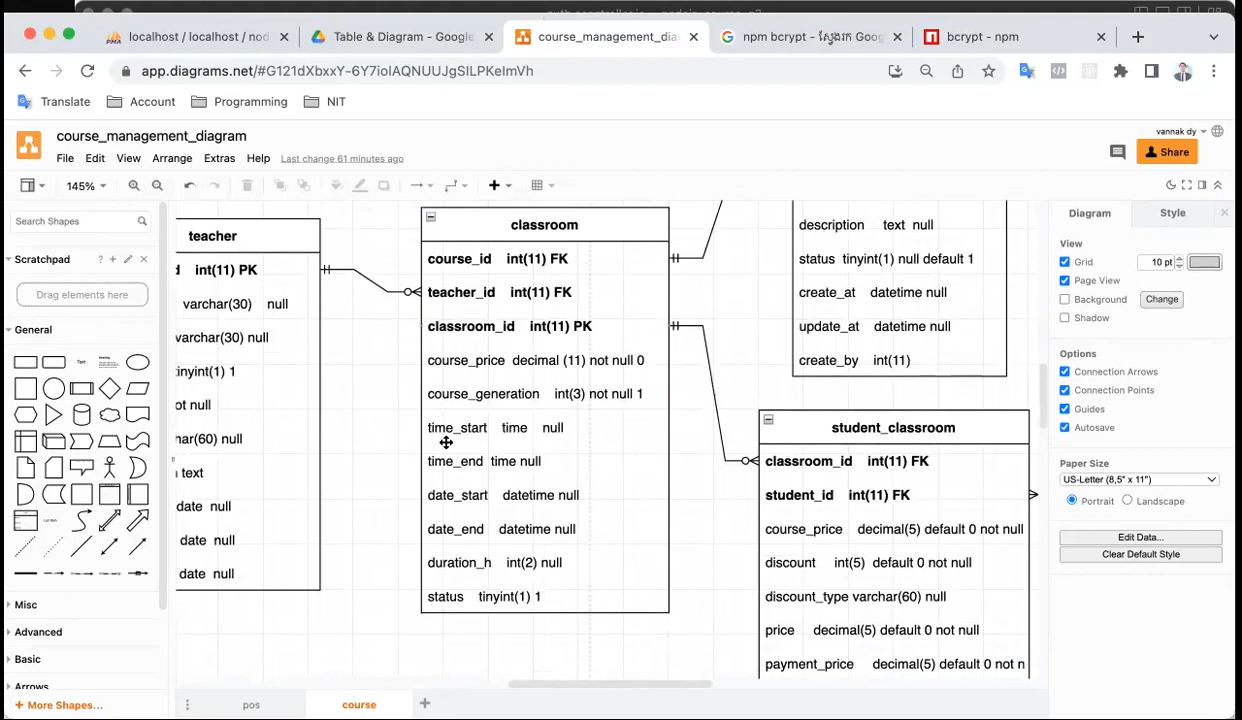 localhost / localhost / nod
Table & Diagram - Google
course_management_dia
npm bcrypt - ស្វែងរក Goog
bcrypt - npm
app.diagrams.net/#G121dXbxxY-6Y7ioIAQNUUJgSILPKeImVh
Translate
Account
Programming
NIT
course_management_diagram
vannak dy
File
Edit
View
Arrange
Extras
Help
Last change 61 minutes ago
Share
145%
Search Shapes
Scratchpad
Drag elements here
General
Text
Heading
Misc
Advanced
Basic
Arrows
+ More Shapes...
teacher
d int(11) PK
varchar(30) null
varchar(30) null
tinyint(1) 1
not null
har(60) null
text
date null
date null
date null
classroom
course_id int(11) FK
teacher_id int(11) FK
classroom_id int(11) PK
course_price decimal (11) not null 0
course_generation int(3) not null 1
time_start time null
time_end time null
date_start datetime null
date_end datetime null
duration_h int(2) null
status tinyint(1) 1
description text null
status tinyint(1) null default 1
create_at datetime null
update_at datetime null
create_by int(11)
student_classroom
classroom_id int(11) FK
student_id int(11) FK
course_price decimal(5) default 0 not null
discount int(5) default 0 not null
discount_type varchar(60) null
price decimal(5) default 0 not null
payment_price decimal(5) default 0 not n
Diagram
Style
View
Grid
10 pt
Page View
Background
Change
Shadow
Options
Connection Arrows
Connection Points
Guides
Autosave
Paper Size
US-Letter (8,5" x 11")
Portrait
Landscape
Edit Data...
Clear Default Style
pos
course